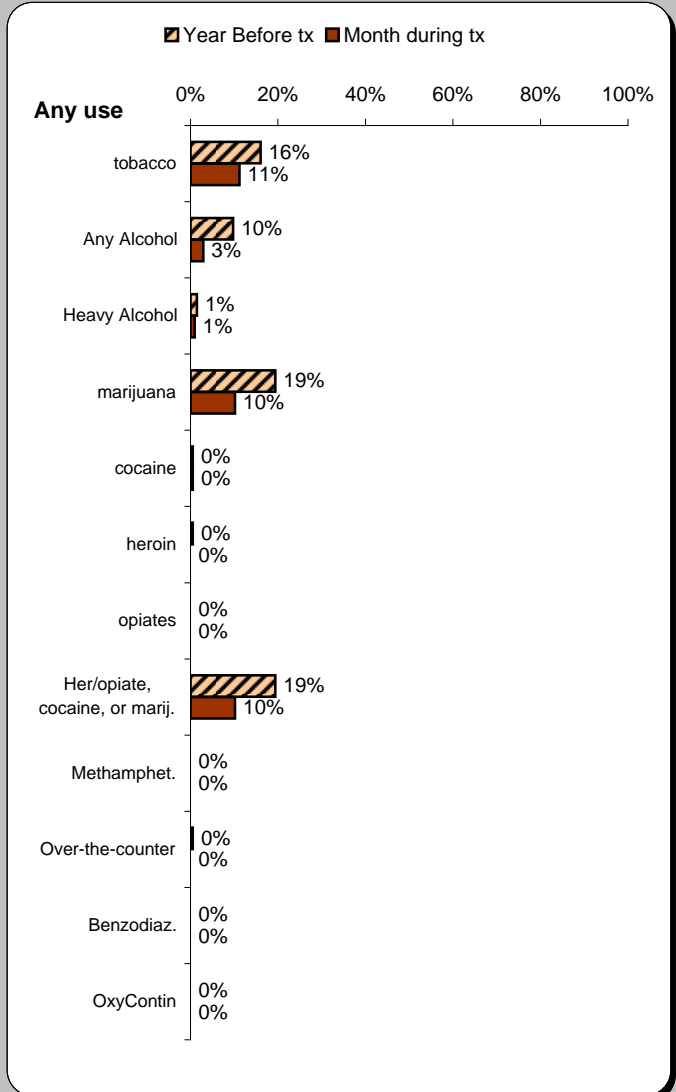 Year Before tx Month during tx
0% 20% 40% 60% 80% 100%
Any use
tobacco 16%
11%
Any Alcohol 10%
3%
Heavy Alcohol 1%
1%
marijuana 19%
10%
cocaine 0%
0%
heroin 0%
0%
opiates 0%
0%
Her/opiate, 19%
cocaine, or marij. 10%
Methamphet. 0%
0%
Over-the-counter 0%
0%
Benzodiaz. 0%
0%
OxyContin 0%
0%